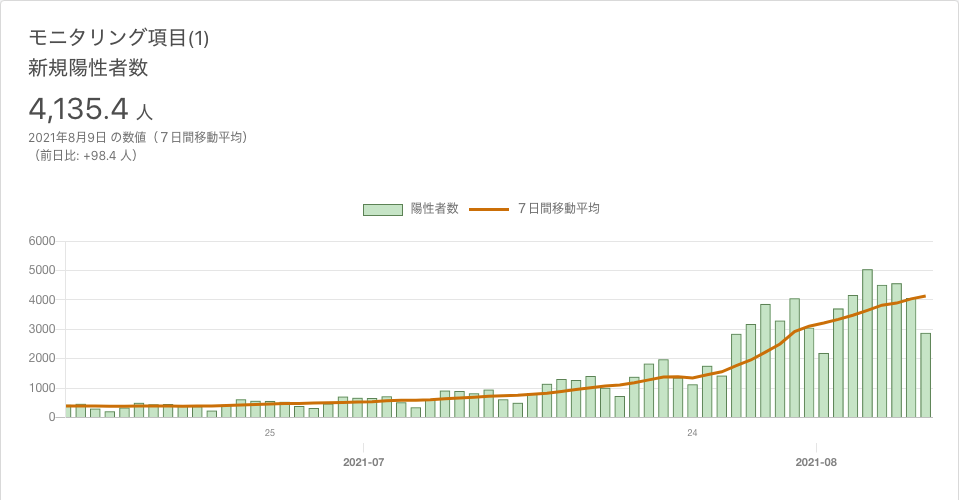 モニタリング項目(1)
新規陽性者数
4,135.4 人
2021年8月9日 の数値（７日間移動平均）
（前日比: +98.4 人）
陽性者数 ７日間移動平均
6000
5000
4000
3000
2000
1000
0
25 24
2021-07 2021-08